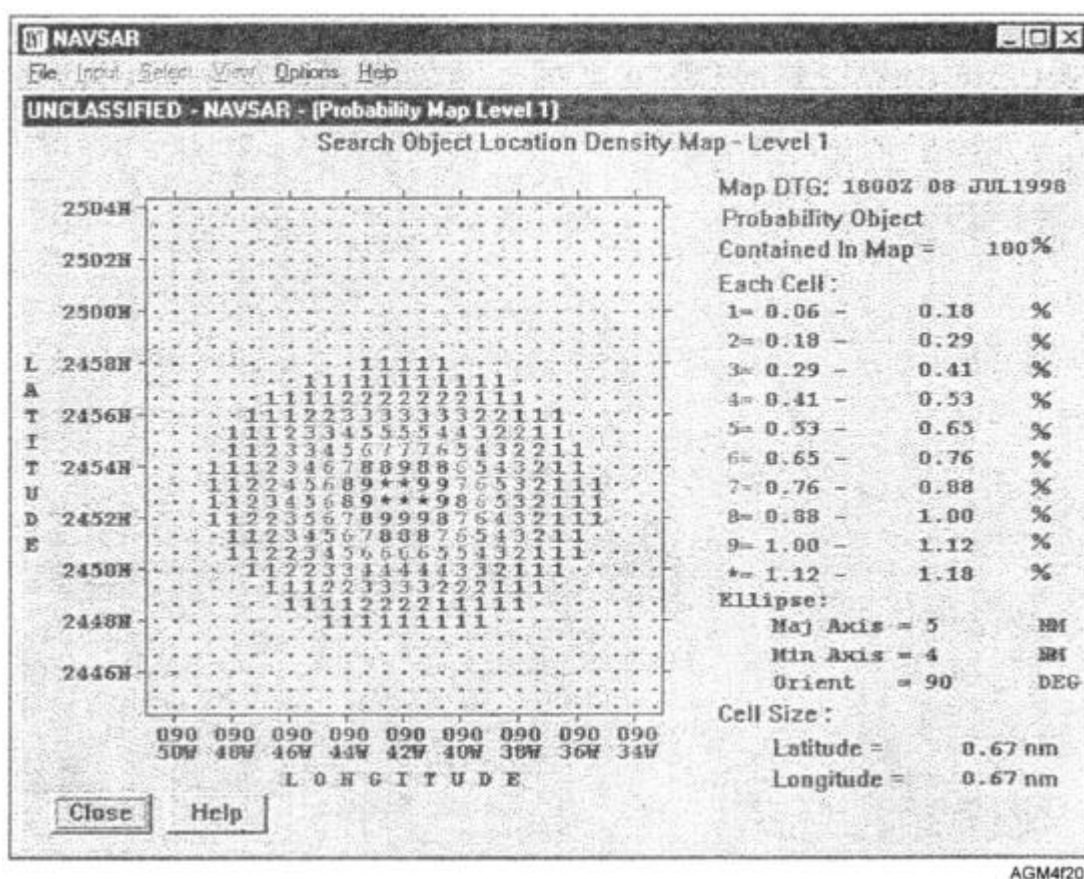 NAVSAR
File Input Select View Options Help
UNCLASSIFIED - NAVSAR - [Probability Map Level 1]
Search Object Location Density Map - Level 1
2504N
2502N
2500N
2458N
2456N
2454N
2452N
2450N
2448N
2446N
LATITUDE
11111
11111111111
11112222222111
11122333333322111
090 090 090 090 090 090 090 090 090
50W 48W 46W 44W 42W 40W 38W 36W 34W
LONGITUDE
Map DTG: 1800Z 08 JUL1998
Probability Object
Contained In Map = 100%
Each Cell:
1= 0.06 - 0.18 %
2= 0.18 - 0.29 %
3= 0.29 - 0.41 %
4= 0.41 - 0.53 %
5= 0.53 - 0.65 %
6= 0.65 - 0.76 %
7= 0.76 - 0.88 %
8= 0.88 - 1.00 %
9= 1.00 - 1.12 %
*= 1.12 - 1.18 %
Ellipse:
Maj Axis = 5 NM
Min Axis = 4 NM
Orient = 90 DEG
Cell Size:
Latitude = 0.67 nm
Longitude = 0.67 nm
Close Help
AGM4f20